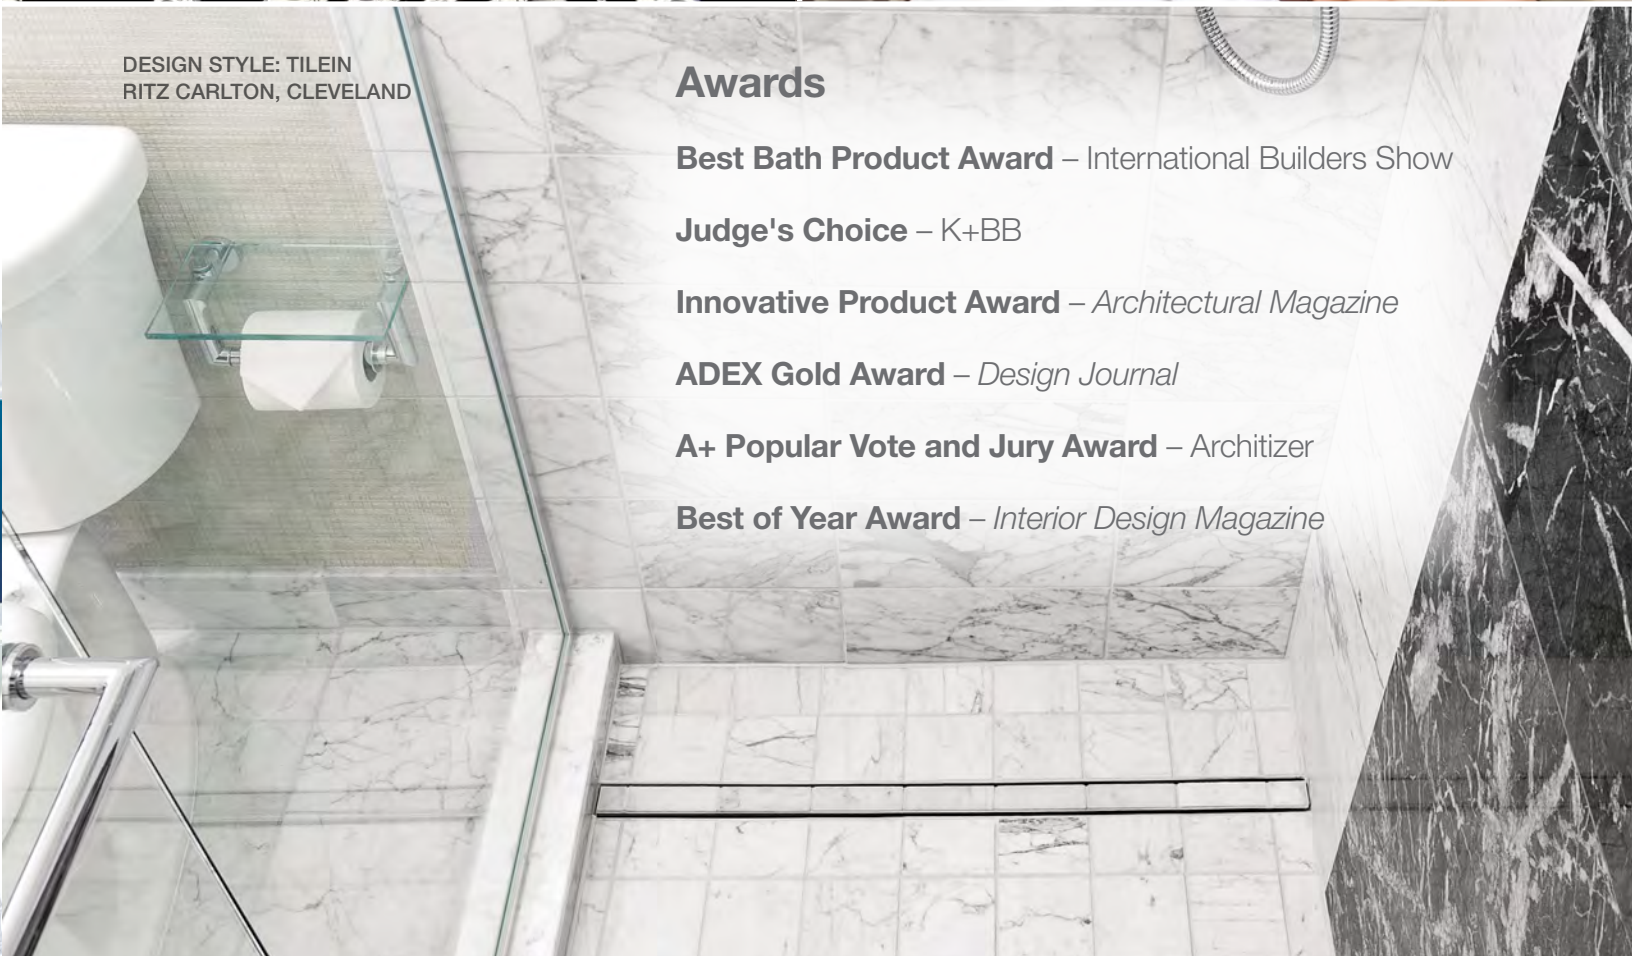 DESIGN STYLE: TILEIN
RITZ CARLTON, CLEVELAND
Awards
Best Bath Product Award – International Builders Show
Judge's Choice – K+BB
Innovative Product Award – Architectural Magazine
ADEX Gold Award – Design Journal
A+ Popular Vote and Jury Award – Architizer
Best of Year Award – Interior Design Magazine